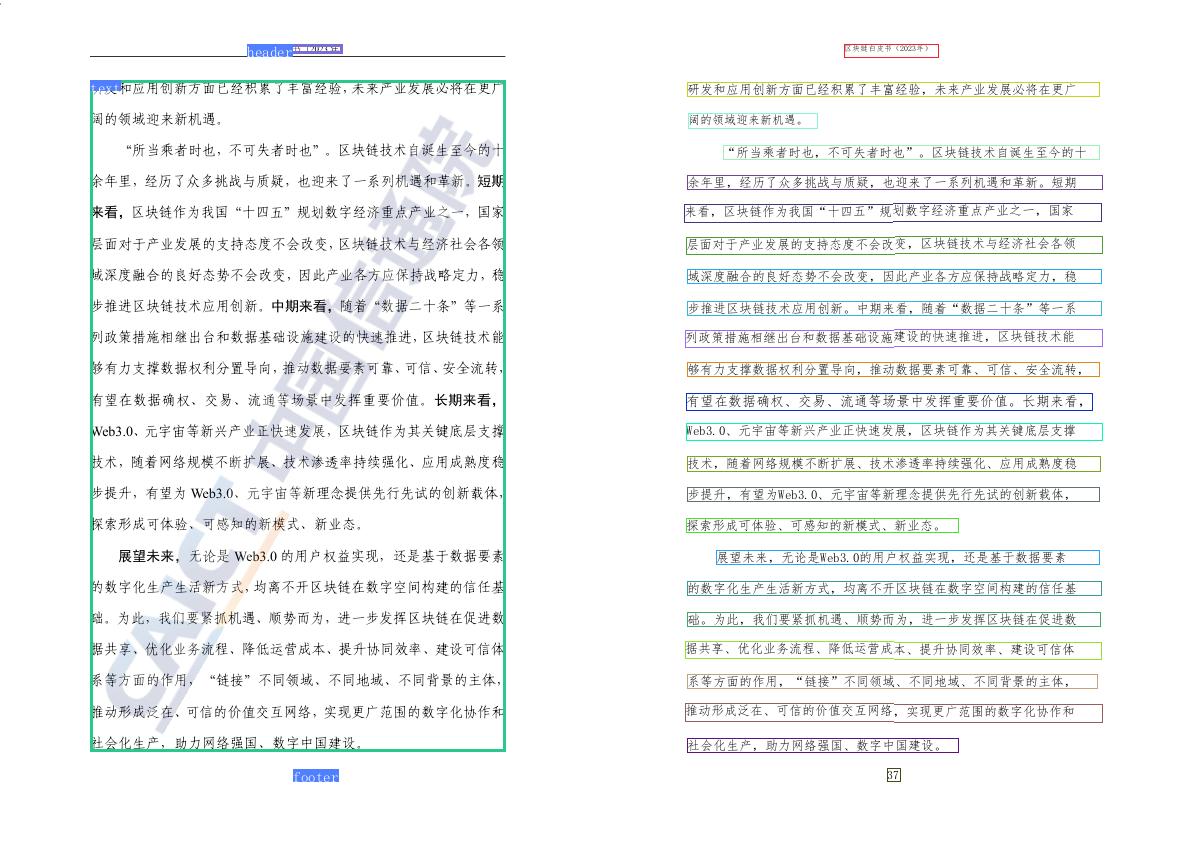 header书（2023年）
text研发和应用创新方面已经积累了丰富经验，未来产业发展必将在更广
阔的领域迎来新机遇。
“所当乘者时也，不可失者时也”。区块链技术自诞生至今的十
余年里，经历了众多挑战与质疑，也迎来了一系列机遇和革新。短期
来看，区块链作为我国“十四五”规划数字经济重点产业之一，国家
层面对于产业发展的支持态度不会改变，区块链技术与经济社会各领
域深度融合的良好态势不会改变，因此产业各方应保持战略定力，稳
步推进区块链技术应用创新。中期来看，随着“数据二十条”等一系
列政策措施相继出台和数据基础设施建设的快速推进，区块链技术能
够有力支撑数据权利分置导向，推动数据要素可靠、可信、安全流转，
有望在数据确权、交易、流通等场景中发挥重要价值。长期来看，
Web3.0、元宇宙等新兴产业正快速发展，区块链作为其关键底层支撑
技术，随着网络规模不断扩展、技术渗透率持续强化、应用成熟度稳
步提升，有望为 Web3.0、元宇宙等新理念提供先行先试的创新载体，
探索形成可体验、可感知的新模式、新业态。
展望未来，无论是 Web3.0 的用户权益实现，还是基于数据要素
的数字化生产生活新方式，均离不开区块链在数字空间构建的信任基
础。为此，我们要紧抓机遇、顺势而为，进一步发挥区块链在促进数
据共享、优化业务流程、降低运营成本、提升协同效率、建设可信体
系等方面的作用，“链接”不同领域、不同地域、不同背景的主体，
推动形成泛在、可信的价值交互网络，实现更广范围的数字化协作和
社会化生产，助力网络强国、数字中国建设。
footer
CAICT 中国信通院
区块链白皮书（2023年）
研发和应用创新方面已经积累了丰富经验，未来产业发展必将在更广
阔的领域迎来新机遇。
“所当乘者时也，不可失者时也”。区块链技术自诞生至今的十
余年里，经历了众多挑战与质疑，也迎来了一系列机遇和革新。短期
来看，区块链作为我国“十四五”规划数字经济重点产业之一，国家
层面对于产业发展的支持态度不会改变，区块链技术与经济社会各领
域深度融合的良好态势不会改变，因此产业各方应保持战略定力，稳
步推进区块链技术应用创新。中期来看，随着“数据二十条”等一系
列政策措施相继出台和数据基础设施建设的快速推进，区块链技术能
够有力支撑数据权利分置导向，推动数据要素可靠、可信、安全流转，
有望在数据确权、交易、流通等场景中发挥重要价值。长期来看，
Web3.0、元宇宙等新兴产业正快速发展，区块链作为其关键底层支撑
技术，随着网络规模不断扩展、技术渗透率持续强化、应用成熟度稳
步提升，有望为Web3.0、元宇宙等新理念提供先行先试的创新载体，
探索形成可体验、可感知的新模式、新业态。
展望未来，无论是Web3.0的用户权益实现，还是基于数据要素
的数字化生产生活新方式，均离不开区块链在数字空间构建的信任基
础。为此，我们要紧抓机遇、顺势而为，进一步发挥区块链在促进数
据共享、优化业务流程、降低运营成本、提升协同效率、建设可信体
系等方面的作用，“链接”不同领域、不同地域、不同背景的主体，
推动形成泛在、可信的价值交互网络，实现更广范围的数字化协作和
社会化生产，助力网络强国、数字中国建设。
37